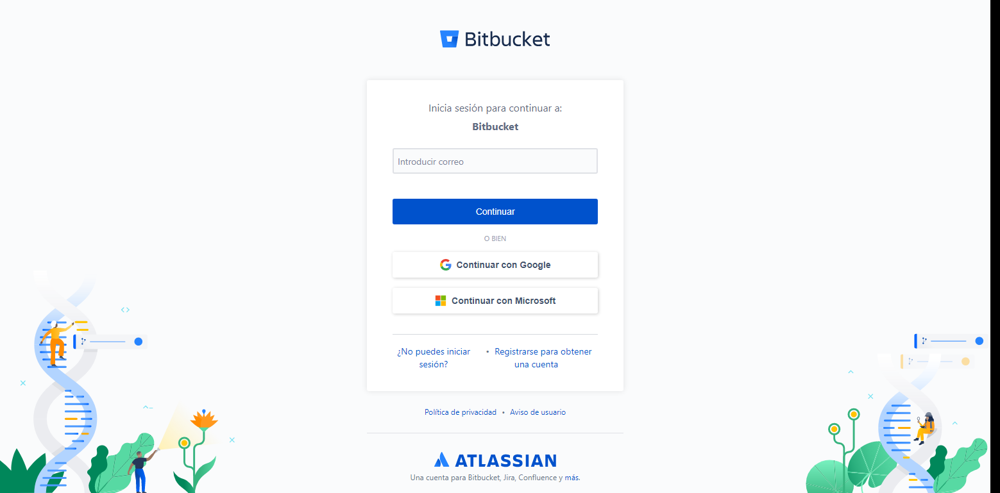 Bitbucket
Inicia sesión para continuar a:
Bitbucket
Introducir correo
Continuar
O BIEN
Continuar con Google
Continuar con Microsoft
¿No puedes iniciar sesión?
• Registrarse para obtener una cuenta
Política de privacidad • Aviso de usuario
ATLASSIAN
Una cuenta para Bitbucket, Jira, Confluence y más.